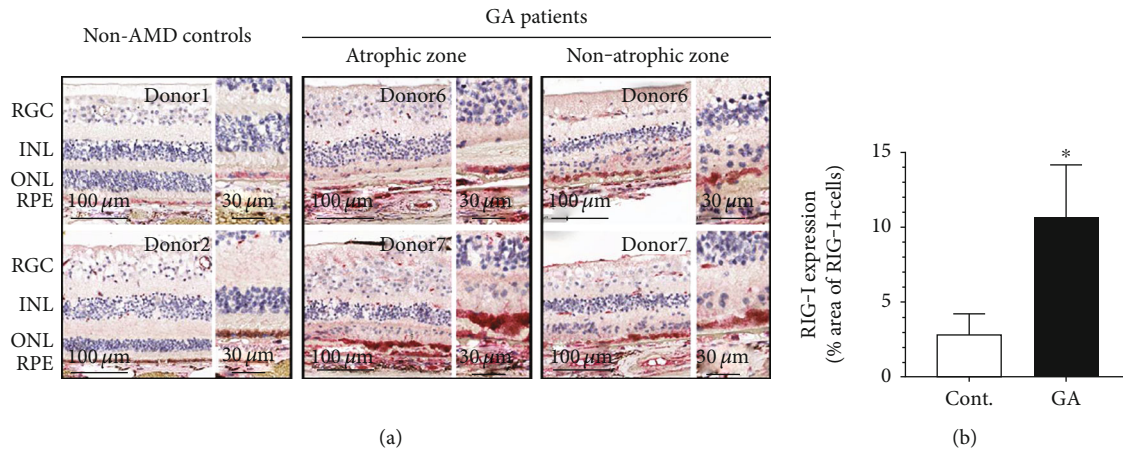 GA patients
Non-AMD controls
Atrophic zone
Non-atrophic zone
RGC
INL
ONL
RPE
Donor1
100 μm
30 μm
Donor6
100 μm
30 μm
Donor6
100 μm
30 μm
RGC
INL
ONL
RPE
Donor2
100 μm
30 μm
Donor7
100 μm
30 μm
Donor7
100 μm
30 μm
(a)
RIG-I expression
(% area of RIG-I+cells)
15
10
5
0
*
Cont.
GA
(b)